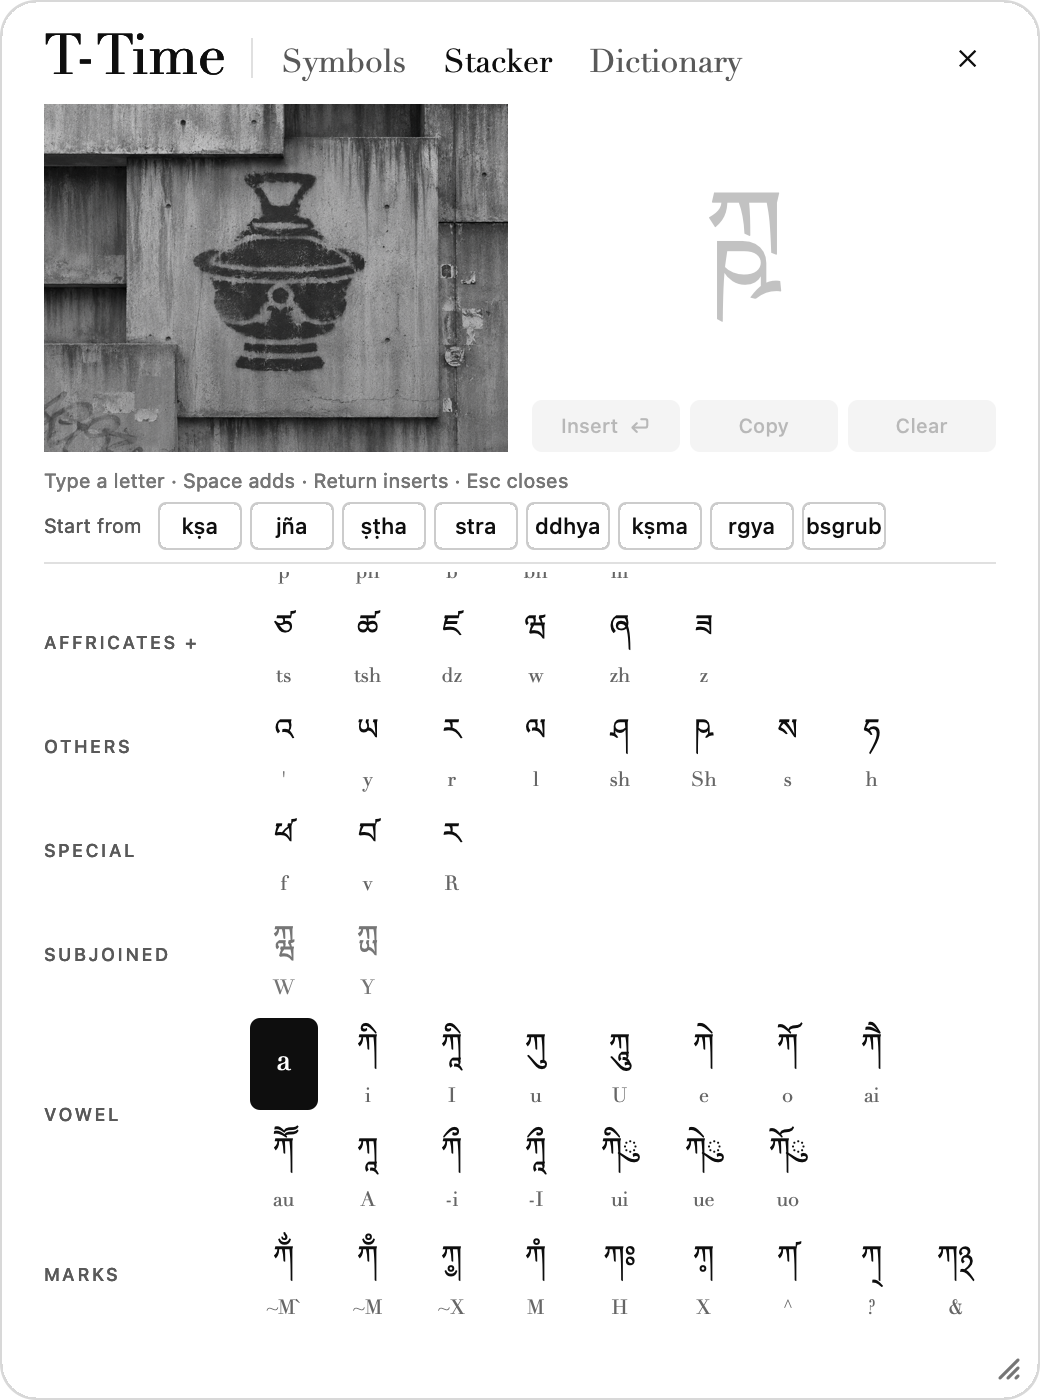 T-Time Symbols Stacker Dictionary
ཀྵ
Insert Copy Clear
Type a letter · Space adds · Return inserts · Esc closes
Start from kṣa jña ṣṭha stra ddhya kṣma rgya bsgrub
p ph b bh m
AFFRICATES +
ཙ ཚ ཛ ཝ ཞ ཟ
ts tsh dz w zh z
OTHERS
འ ཡ ར ལ ཤ ཥ ས ཧ
' y r l sh Sh s h
SPECIAL
ཕ༹ བ༹ ཪ
f v R
SUBJOINED
ཀྺ ཀྻ
W Y
VOWEL
a ཀི ཀཱི ཀུ ཀཱུ ཀེ ཀོ ཀཻ
i I u U e o ai
ཀཽ ཀཱ ཀྀ ཀཱྀ ཀིུ ཀེུ ཀོུ
au A -i -I ui ue uo
MARKS
ཀྂ ཀྃ ཀ༵ ཀཾ ཀཿ ཀ༷ ཀ༹ ཀ྄ ཀ྅
~M` ~M ~X M H X ^ ? &